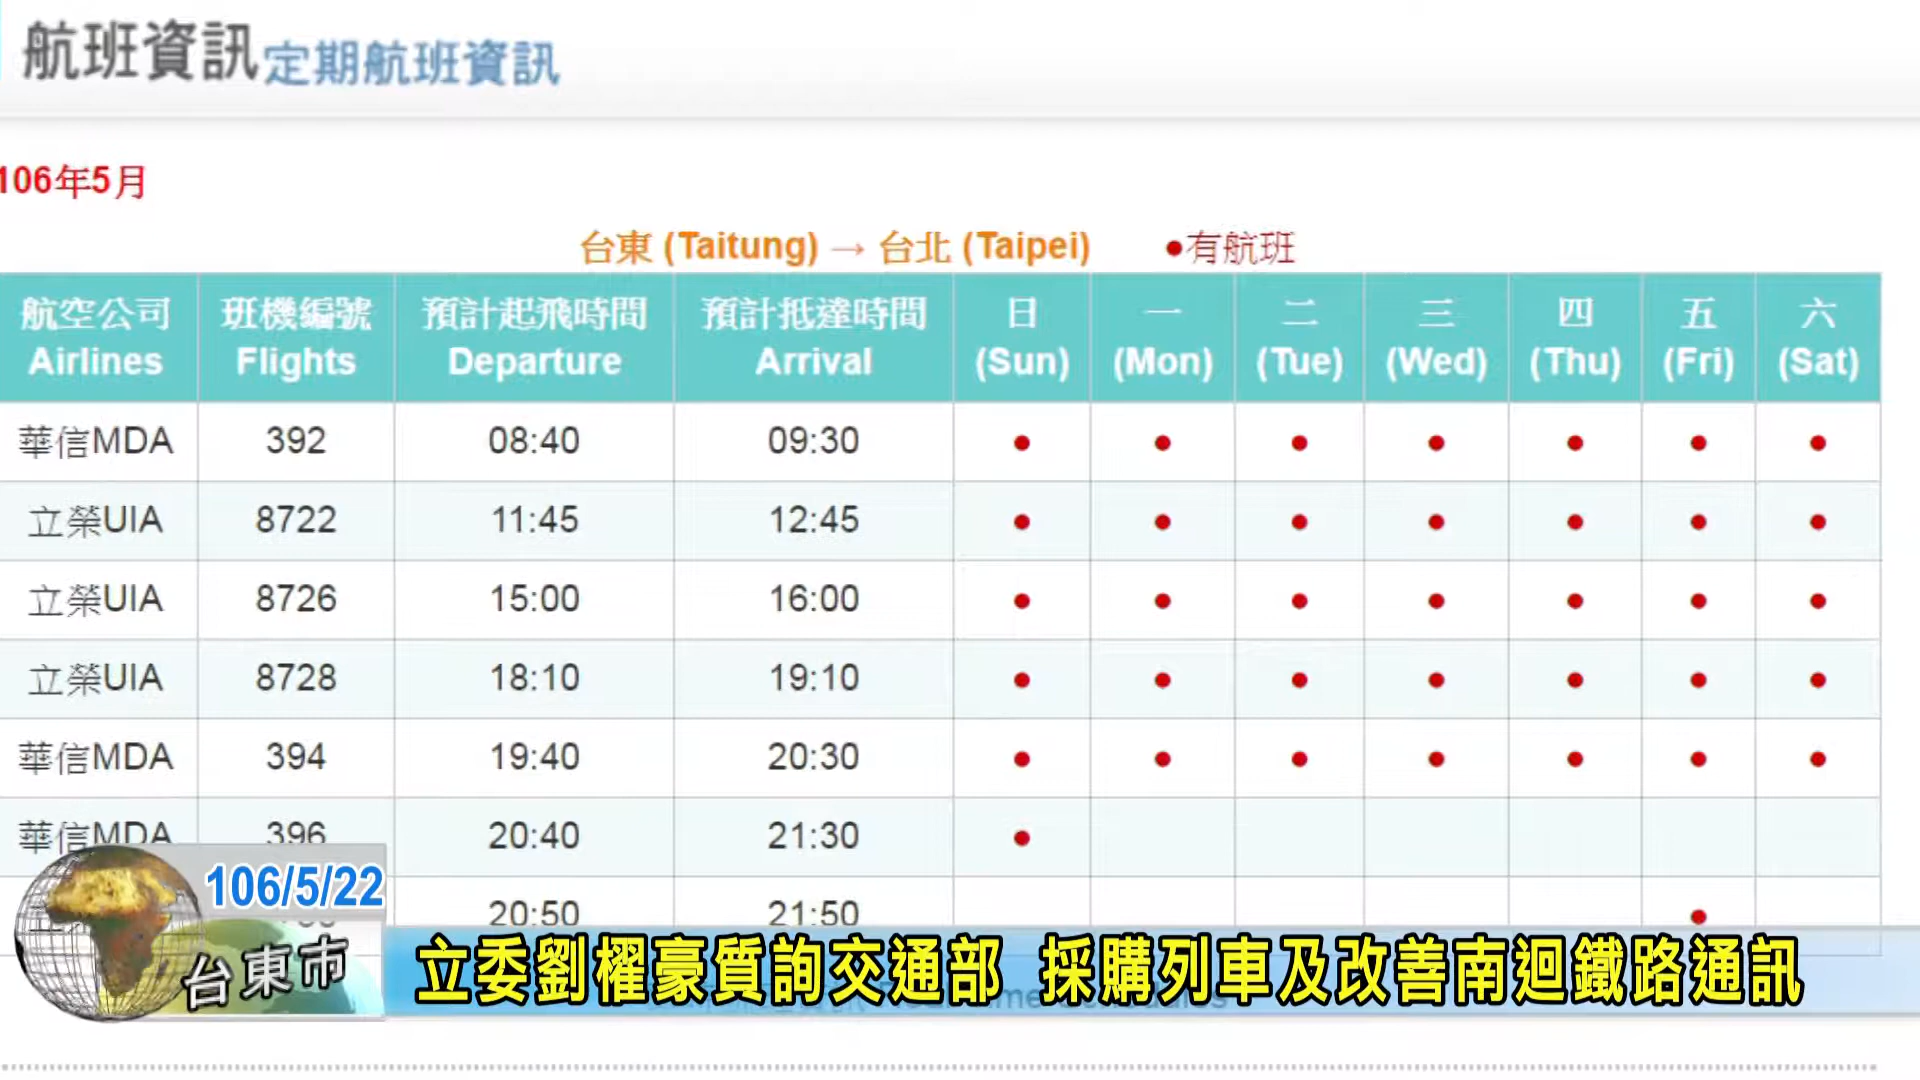 航班資訊定期航班資訊
106年5月
台東 (Taitung) → 台北 (Taipei) ●有航班
航空公司 班機編號 預計起飛時間 預計抵達時間 日 一 二 三 四 五 六
Airlines Flights Departure Arrival (Sun) (Mon) (Tue) (Wed) (Thu) (Fri) (Sat)
華信MDA 392 08:40 09:30 ● ● ● ● ● ● ●
立榮UIA 8722 11:45 12:45 ● ● ● ● ● ● ●
立榮UIA 8726 15:00 16:00 ● ● ● ● ● ● ●
立榮UIA 8728 18:10 19:10 ● ● ● ● ● ● ●
華信MDA 394 19:40 20:30 ● ● ● ● ● ● ●
華信MDA 396 20:40 21:30 ●
20:50 21:50 ●
106/5/22
台東市
立委劉櫂豪質詢交通部 採購列車及改善南迴鐵路通訊